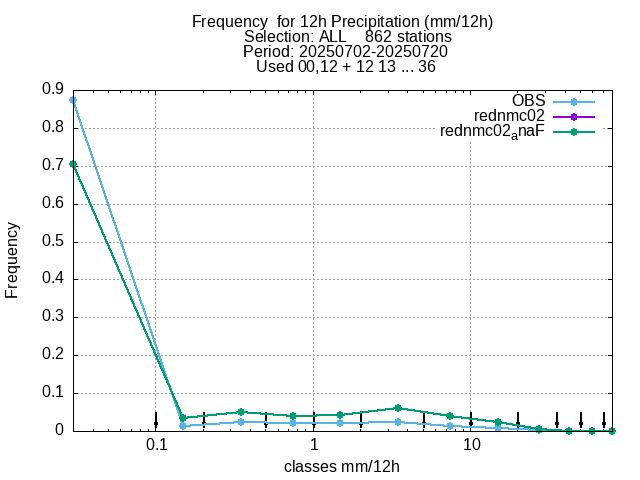 Frequency  for 12h Precipitation (mm/12h)
Selection: ALL    862 stations
Period: 20250702-20250720
Used 00,12 + 12 13 ... 36
OBS
rednmc02
rednmc02anaF
0.9
0.8
0.7
0.6
0.5
0.4
0.3
0.2
0.1
0
Frequency
0.1
1
10
classes mm/12h